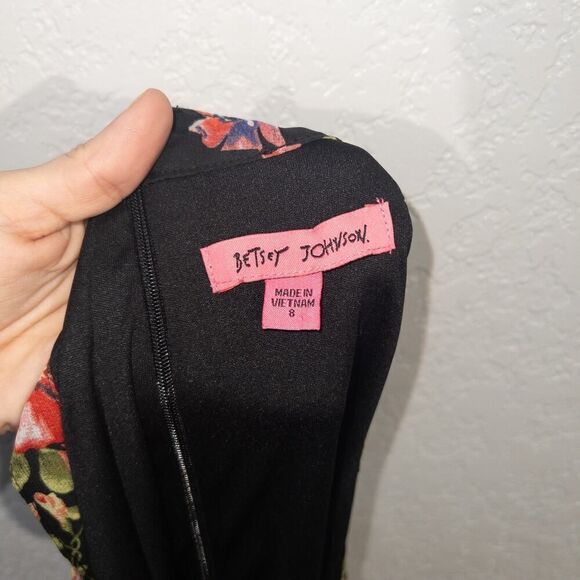 BETSEY JOHNSON.
MADE IN
VIETNAM
8